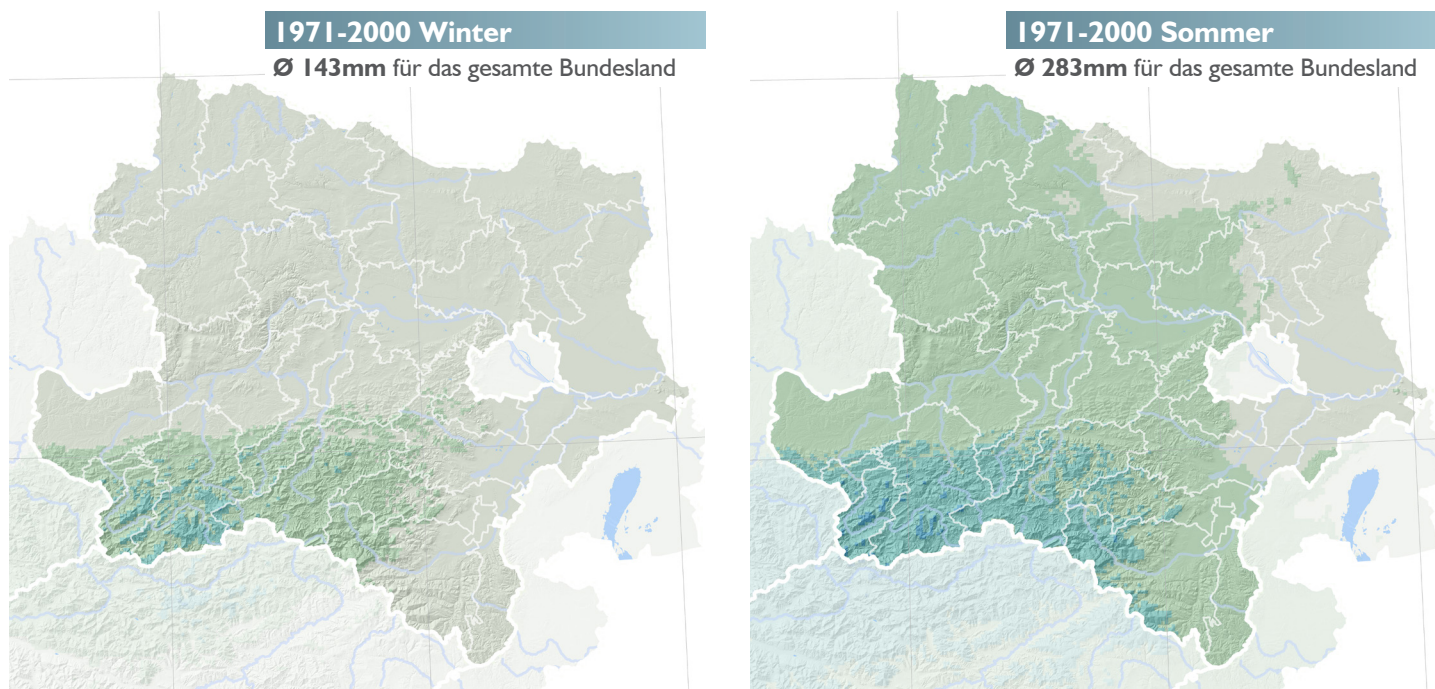 1971-2000 Winter
Ø 143mm für das gesamte Bundesland
1971-2000 Sommer
Ø 283mm für das gesamte Bundesland